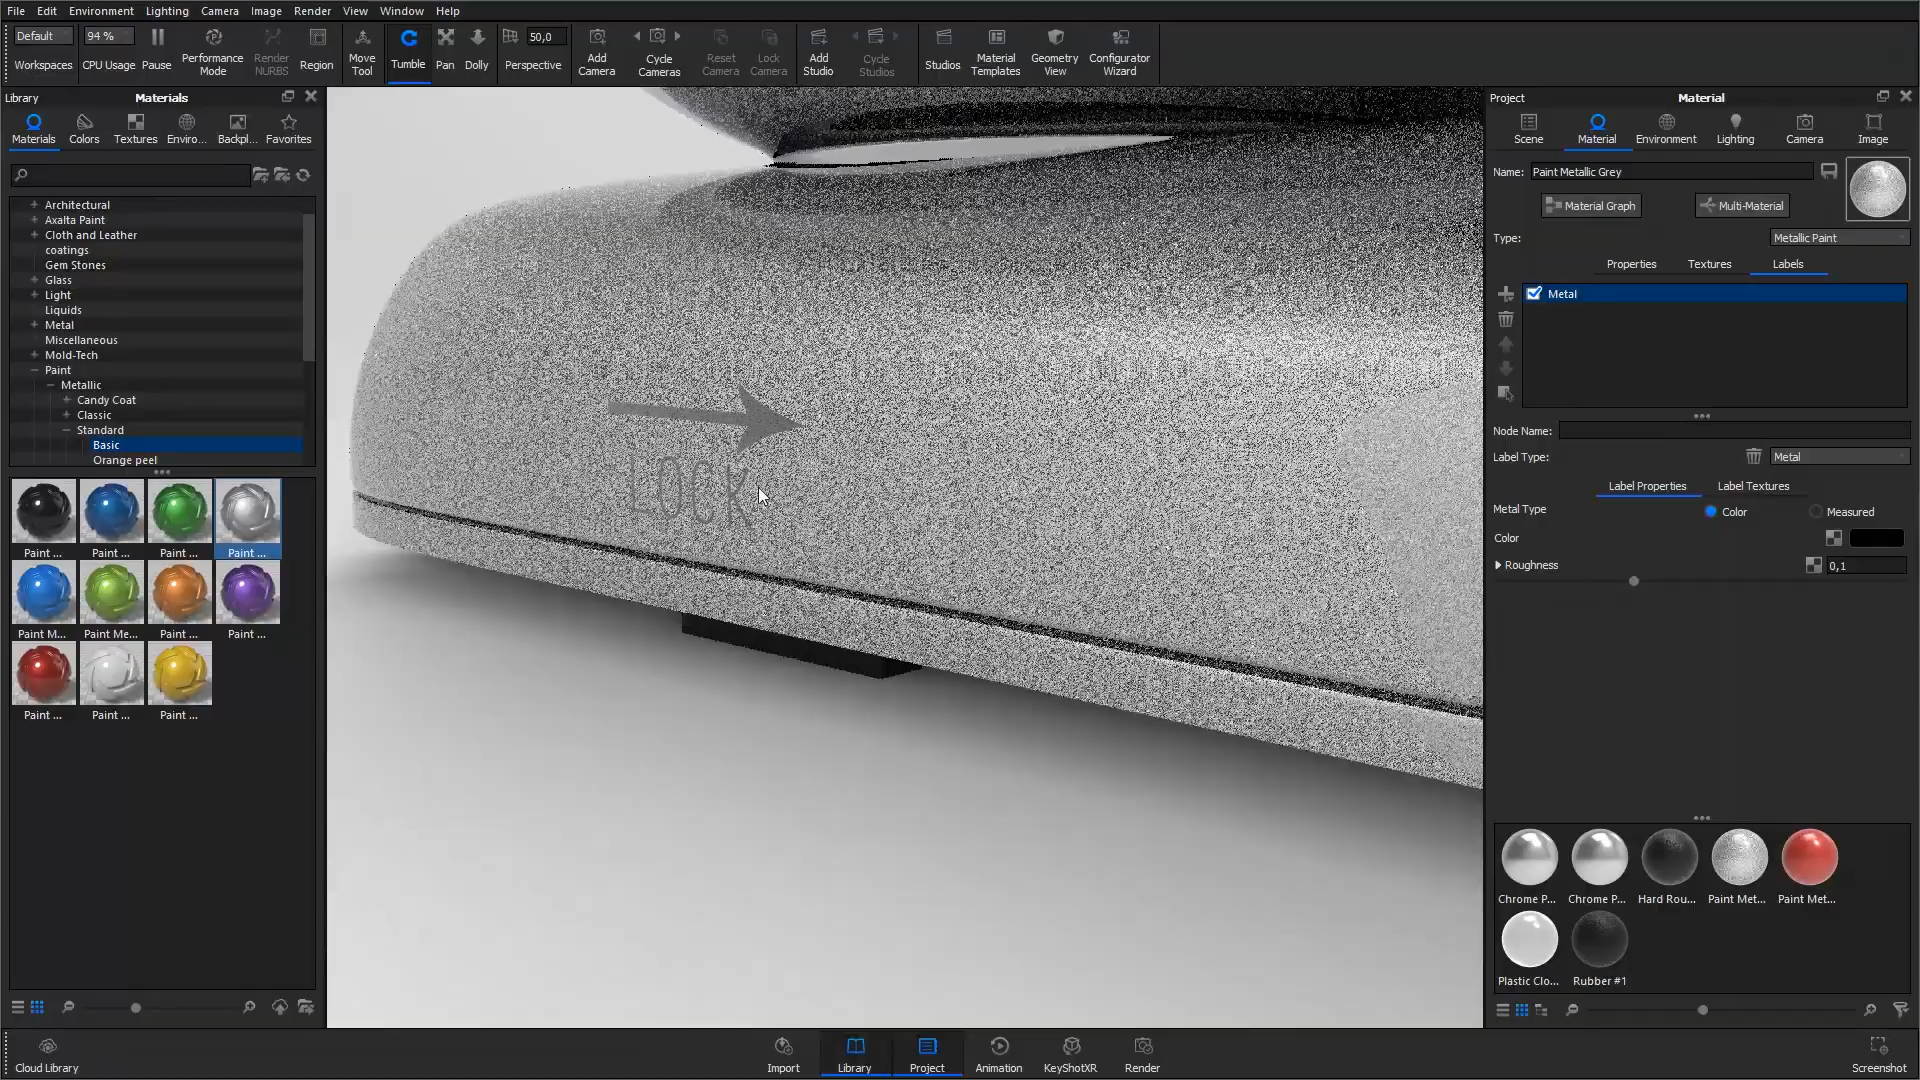 File Edit Environment Lighting Camera Image Render View Window Help
Default 94 % 50,0
Workspaces CPU Usage Pause Performance Mode Render NURBS Region Move Tool Tumble Pan Dolly Perspective Add Camera Cycle Cameras Reset Camera Lock Camera Add Studio Cycle Studios Studios Material Templates Geometry View Configurator Wizard
Library Materials
Materials Colors Textures Enviro... Backpl... Favorites
Architectural
Axalta Paint
Cloth and Leather
coatings
Gem Stones
Glass
Light
Liquids
Metal
Miscellaneous
Mold-Tech
Paint
Metallic
Candy Coat
Classic
Standard
Basic
Orange peel
Paint ... Paint ... Paint ... Paint ...
Paint M... Paint Me... Paint ... Paint ...
Paint ... Paint ... Paint ...
LOCK
Project Material
Scene Material Environment Lighting Camera Image
Name: Paint Metallic Grey
Material Graph Multi-Material
Type: Metallic Paint
Properties Textures Labels
Metal
Node Name:
Label Type: Metal
Label Properties Label Textures
Metal Type Color Measured
Color
Roughness 0,1
Chrome P... Chrome P... Hard Rou... Paint Met... Paint Met...
Plastic Clo... Rubber #1
Cloud Library Import Library Project Animation KeyShotXR Render Screenshot